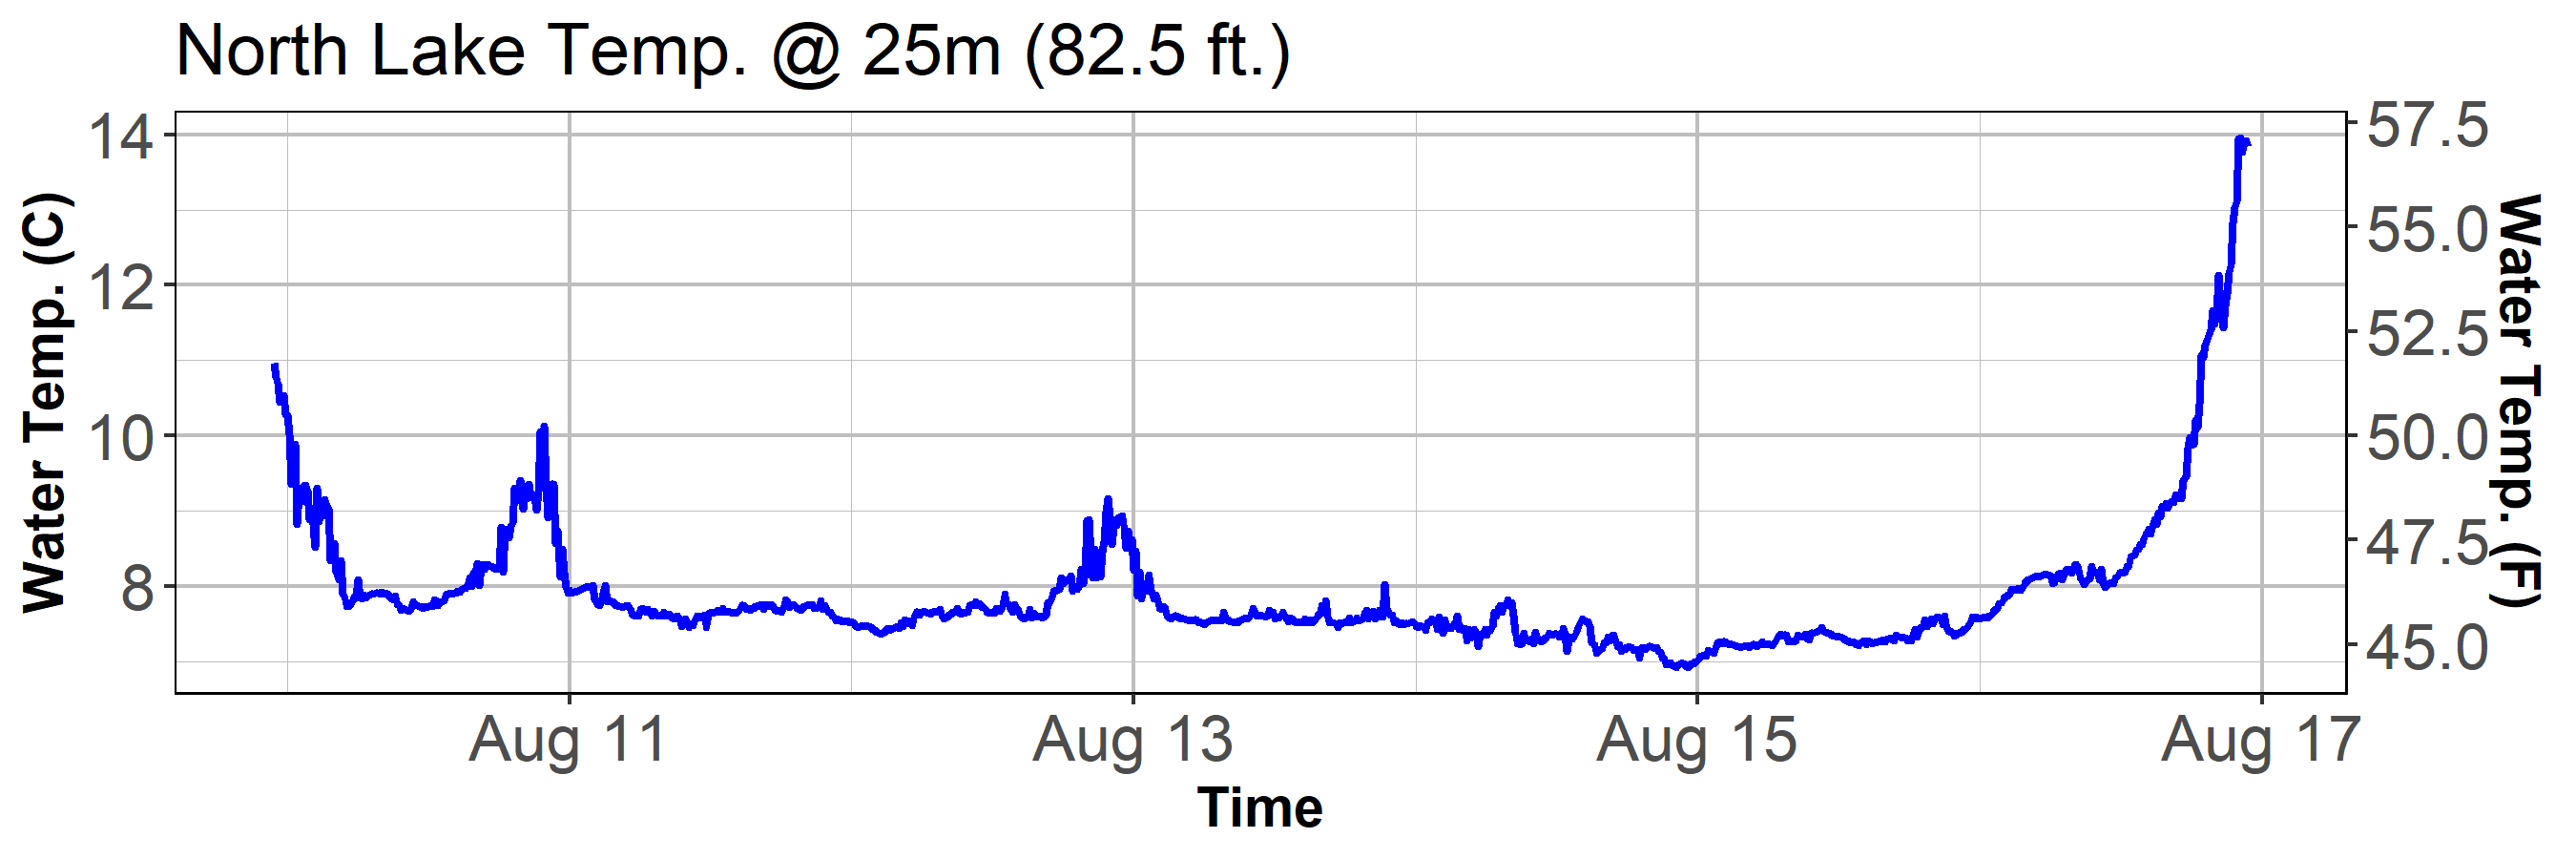 North Lake Temp. @ 25m (82.5 ft.)
Water Temp. (C)
14
12
10
8
57.5
55.0
52.5
50.0
47.5
45.0
Water Temp. (F)
Aug 11 Aug 13 Aug 15 Aug 17
Time